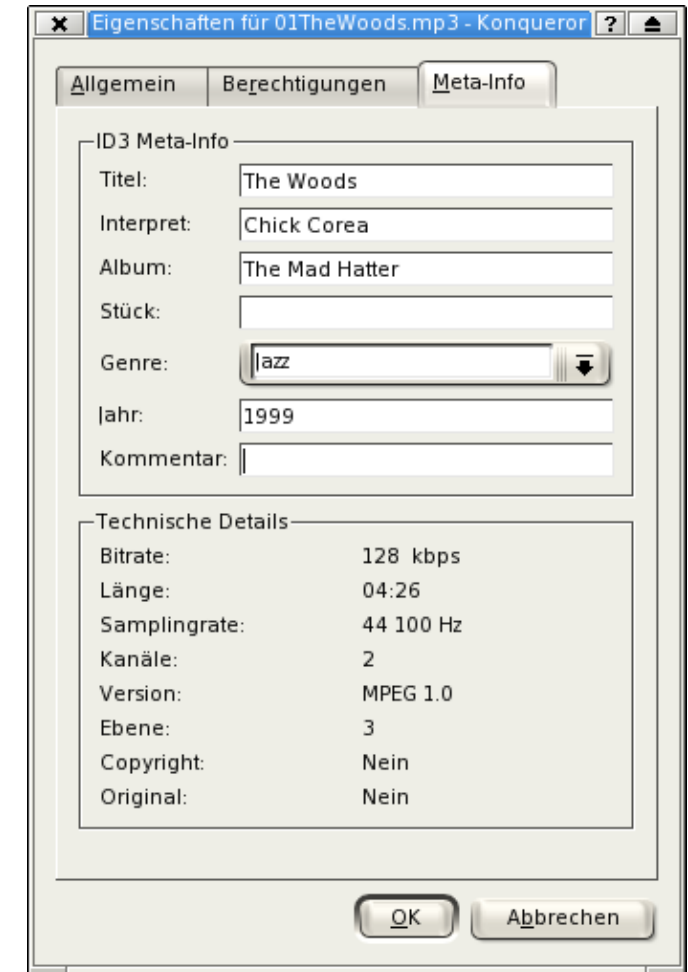 Eigenschaften für 01TheWoods.mp3 - Konqueror ?
Allgemein Berechtigungen Meta-Info
ID3 Meta-Info
Titel: The Woods
Interpret: Chick Corea
Album: The Mad Hatter
Stück:
Genre: Jazz
Jahr: 1999
Kommentar:
Technische Details
Bitrate: 128 kbps
Länge: 04:26
Samplingrate: 44 100 Hz
Kanäle: 2
Version: MPEG 1.0
Ebene: 3
Copyright: Nein
Original: Nein
OK Abbrechen